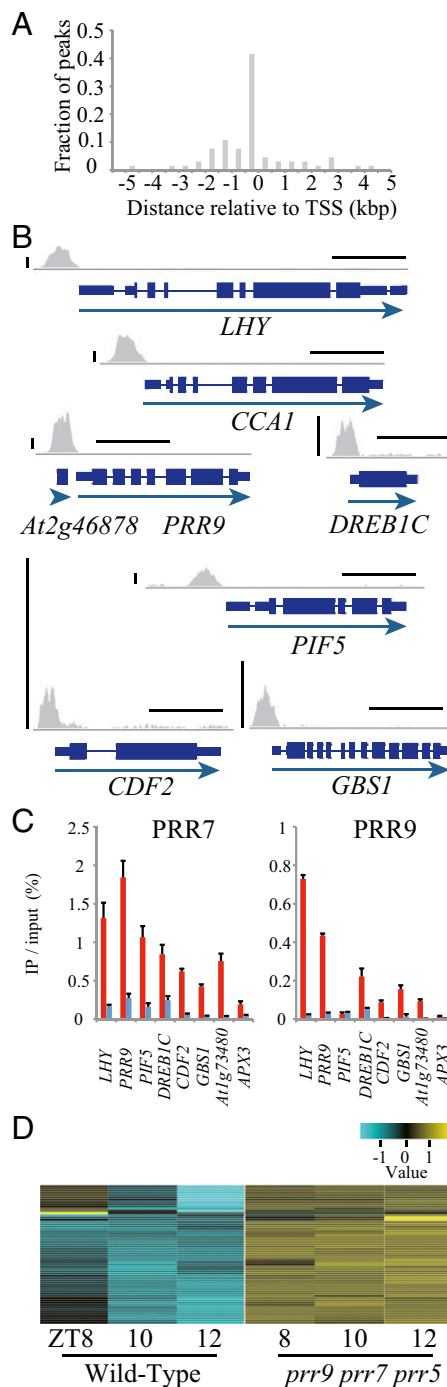 A
Fraction of peaks
0.5
0.4
0.3
0.2
0.1
0
-5 -4 -3 -2 -1 0 1 2 3 4 5
Distance relative to TSS (kbp)
B
LHY
CCA1
At2g46878 PRR9 DREB1C
PIF5
CDF2 GBS1
C
PRR7 PRR9
IP / input (%)
2.5
2
1.5
1
0.5
0
1
0.8
0.6
0.4
0.2
0
LHY PRR9 PIF5 DREB1C CDF2 GBS1 At1g73480 APX3
LHY PRR9 PIF5 DREB1C CDF2 GBS1 At1g73480 APX3
D
-1 0 1
Value
ZT8 10 12 8 10 12
Wild-Type prr9 prr7 prr5